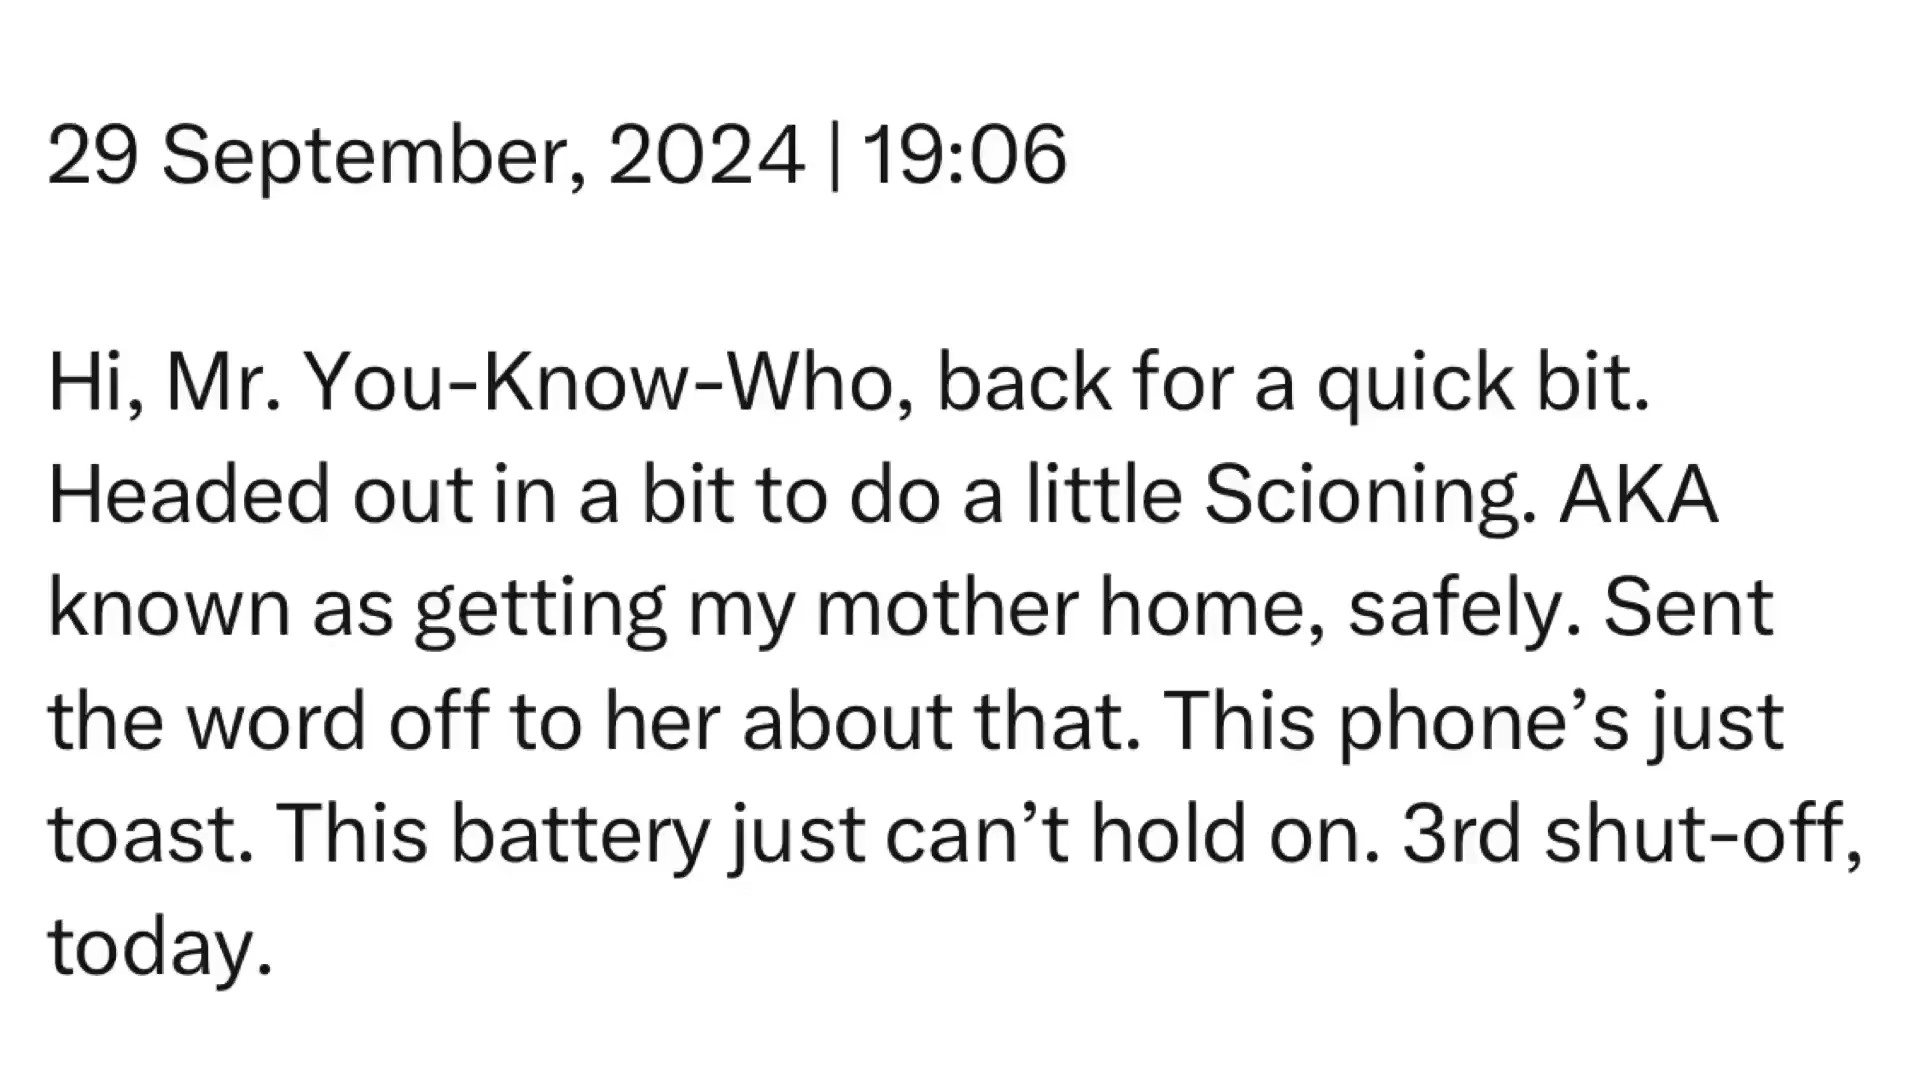 29 September, 2024 | 19:06
Hi, Mr. You-Know-Who, back for a quick bit.
Headed out in a bit to do a little Scioning. AKA
known as getting my mother home, safely. Sent
the word off to her about that. This phone’s just
toast. This battery just can’t hold on. 3rd shut-off,
today.